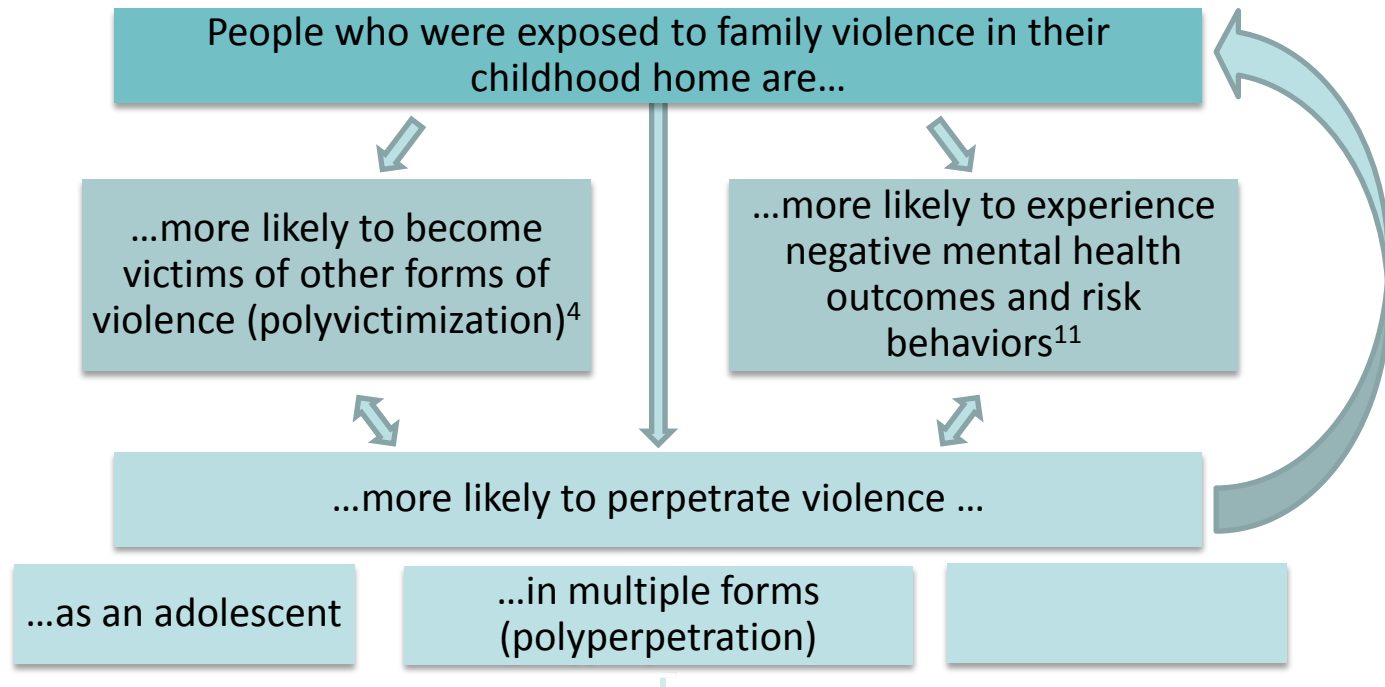 People who were exposed to family violence in their
childhood home are…
…more likely to become
victims of other forms of
violence (polyvictimization)⁴
…more likely to experience
negative mental health
outcomes and risk
behaviors¹¹
…more likely to perpetrate violence …
…as an adolescent
…in multiple forms
(polyperpetration)